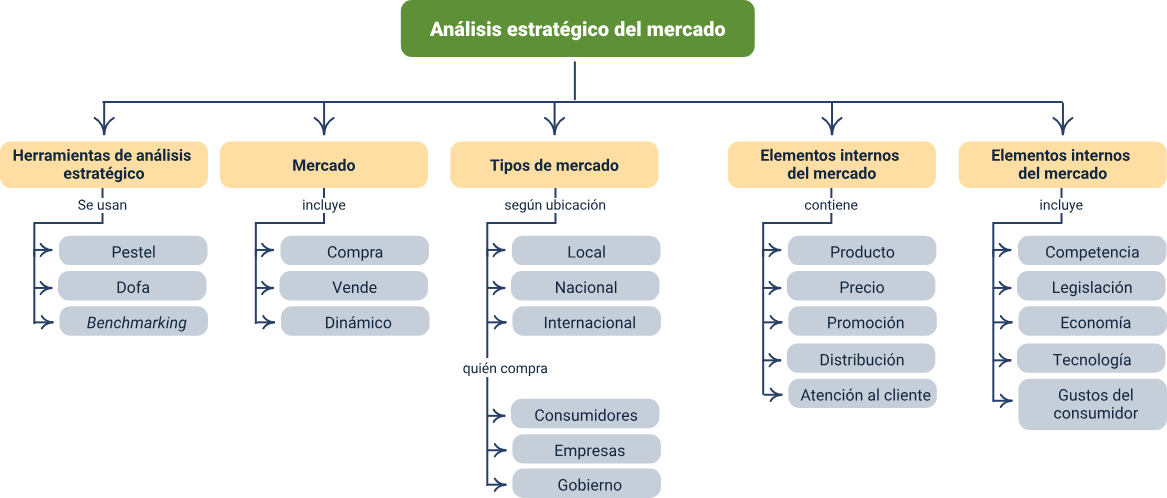 Análisis estratégico del mercado
Herramientas de análisis
estratégico
Se usan
Pestel
Dofa
Benchmarking
Mercado
incluye
Compra
Vende
Dinámico
Tipos de mercado
según ubicación
Local
Nacional
Internacional
quién compra
Consumidores
Empresas
Gobierno
Elementos internos
del mercado
contiene
Producto
Precio
Promoción
Distribución
Atención al cliente
Elementos internos
del mercado
incluye
Competencia
Legislación
Economía
Tecnología
Gustos del
consumidor